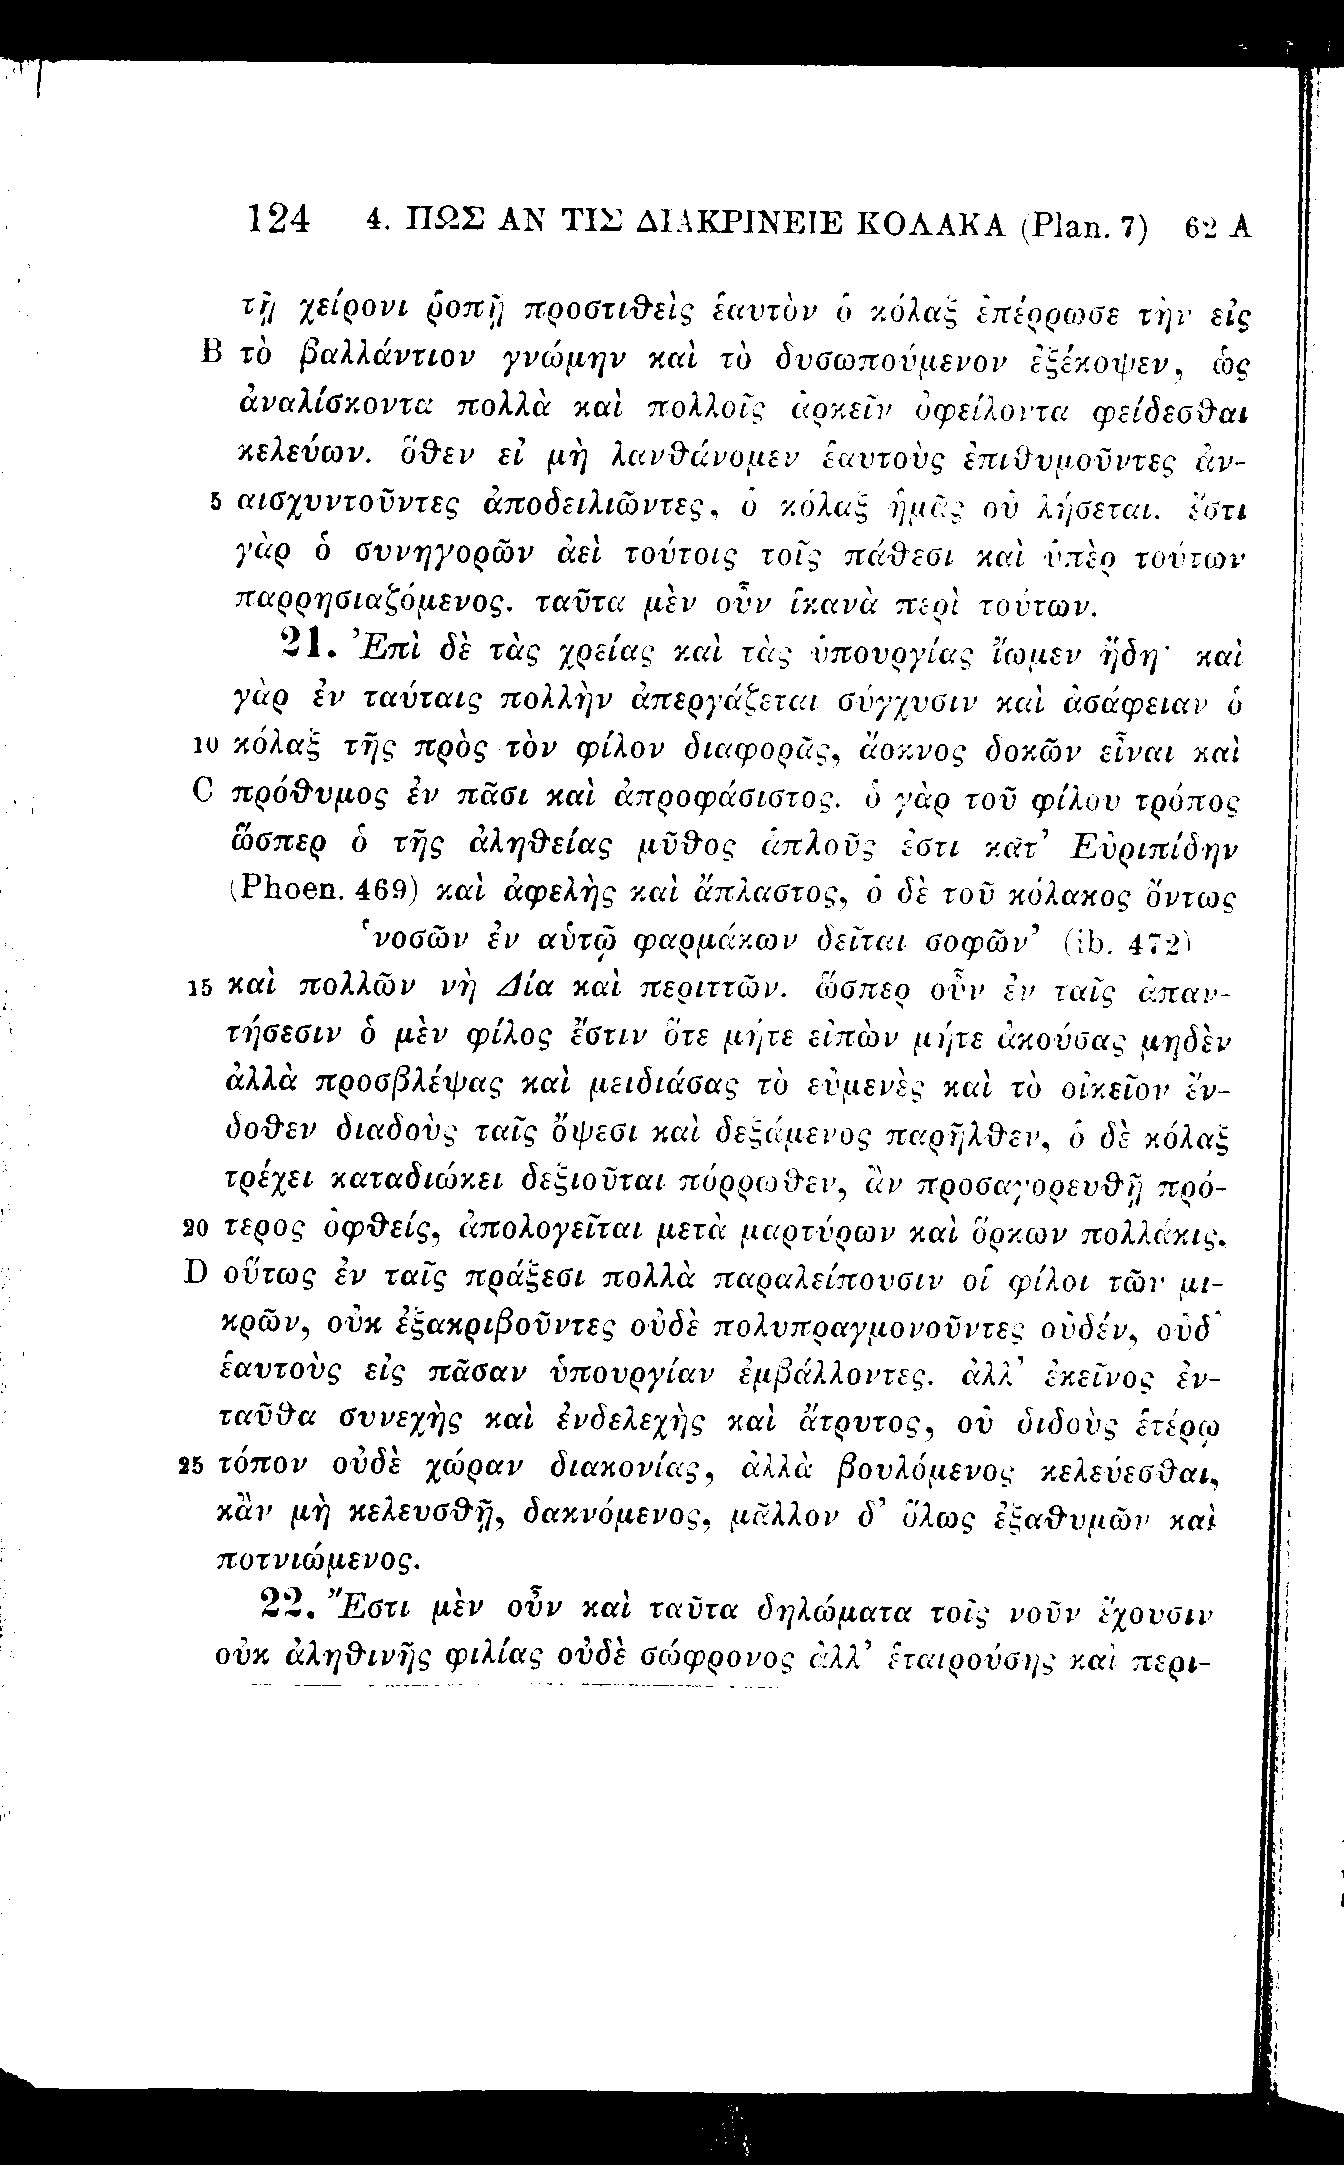 124 4. ΠΩΣ ΑΝ ΤΙΣ ΔΙΑΚΡΙΝΕΙΕ ΚΟΛΑΚΑ (Plan. 7) 62 A
τῇ χείρονι ῥοπῇ προστιθεὶς ἑαυτὸν ὁ κόλαξ ἐπέρρωσε τὴν εἰς
B τὸ βαλλάντιον γνώμην καὶ τὸ δυσωπούμενον ἐξέκοψεν, ὡς
ἀναλίσκοντα πολλὰ καὶ πολλοῖς ἀρκεῖν ὀφείλοντα φείδεσθαι
κελεύων. ὅθεν εἰ μὴ λανθάνομεν ἑαυτοὺς ἐπιθυμοῦντες ἀν-
5 αισχυντοῦντες ἀποδειλιῶντες, ὁ κόλαξ ἡμᾶς οὐ λήσεται. ἔστι
γὰρ ὁ συνηγορῶν ἀεὶ τούτοις τοῖς πάθεσι καὶ ὑπὲρ τούτων
παρρησιαζόμενος. ταῦτα μὲν οὖν ἱκανὰ περὶ τούτων.
21. Ἐπὶ δὲ τὰς χρείας καὶ τὰς ὑπουργίας ἴωμεν ἤδη· καὶ
γὰρ ἐν ταύταις πολλὴν ἀπεργάζεται σύγχυσιν καὶ ἀσάφειαν ὁ
10 κόλαξ τῆς πρὸς τὸν φίλον διαφορᾶς, ἄοκνος δοκῶν εἶναι καὶ
C πρόθυμος ἐν πᾶσι καὶ ἀπροφάσιστος. ὁ γὰρ τοῦ φίλου τρόπος
ὥσπερ ὁ τῆς ἀληθείας μῦθος ἁπλοῦς ἐστι κατ’ Εὐριπίδην
(Phoen. 469) καὶ ἀφελὴς καὶ ἄπλαστος, ὁ δὲ τοῦ κόλακος ὄντως
‘νοσῶν ἐν αὑτῷ φαρμάκων δεῖται σοφῶν’ (ib. 472)
15 καὶ πολλῶν νὴ Δία καὶ περιττῶν. ὥσπερ οὖν ἐν ταῖς ἀπαν-
τήσεσιν ὁ μὲν φίλος ἔστιν ὅτε μήτε εἰπὼν μήτε ἀκούσας μηδὲν
ἀλλὰ προσβλέψας καὶ μειδιάσας τὸ εὐμενὲς καὶ τὸ οἰκεῖον ἔν-
δοθεν διαδοὺς ταῖς ὄψεσι καὶ δεξάμενος παρῆλθεν, ὁ δὲ κόλαξ
τρέχει καταδιώκει δεξιοῦται πόρρωθεν, ἂν προσαγορευθῇ πρό-
20 τερος ὀφθείς, ἀπολογεῖται μετὰ μαρτύρων καὶ ὅρκων πολλάκις.
D οὕτως ἐν ταῖς πράξεσι πολλὰ παραλείπουσιν οἱ φίλοι τῶν μι-
κρῶν, οὐκ ἐξακριβοῦντες οὐδὲ πολυπραγμονοῦντες οὐδέν, οὐδ’
ἑαυτοὺς εἰς πᾶσαν ὑπουργίαν ἐμβάλλοντες. ἀλλ’ ἐκεῖνος ἐν-
ταῦθα συνεχὴς καὶ ἐνδελεχὴς καὶ ἄτρυτος, οὐ διδοὺς ἑτέρῳ
25 τόπον οὐδὲ χώραν διακονίας, ἀλλὰ βουλόμενος κελεύεσθαι,
κἂν μὴ κελευσθῇ, δακνόμενος, μᾶλλον δ’ ὅλως ἐξαθυμῶν καὶ
ποτνιώμενος.
22. Ἔστι μὲν οὖν καὶ ταῦτα δηλώματα τοῖς νοῦν ἔχουσιν
οὐκ ἀληθινῆς φιλίας οὐδὲ σώφρονος ἀλλ’ ἑταιρούσης καὶ περι-